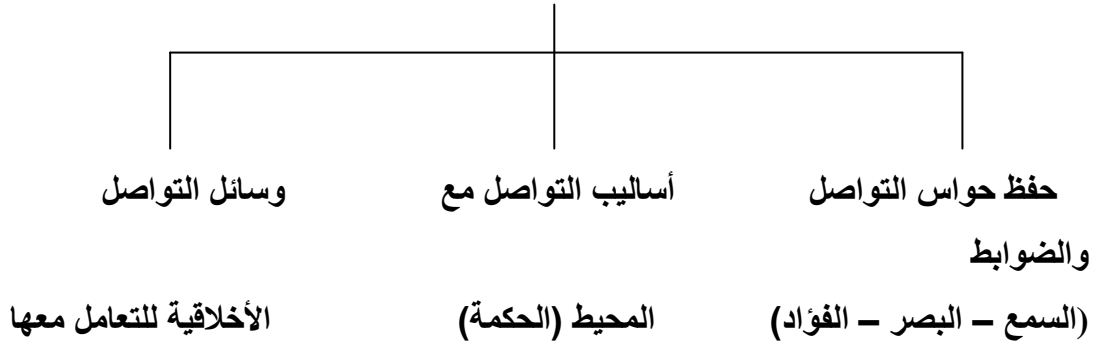 حفظ حواس التواصل أساليب التواصل مع وسائل التواصل
والضوابط
(السمع – البصر – الفؤاد) المحيط (الحكمة) الأخلاقية للتعامل معها